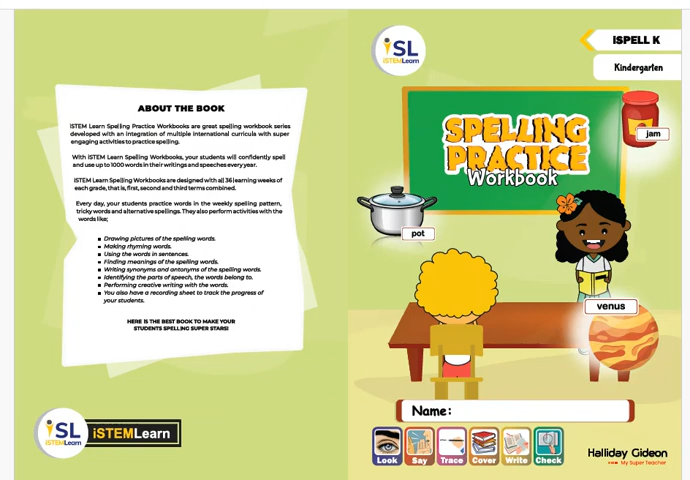 ABOUT THE BOOK
iSTEM Learn Spelling Practice Workbooks are great spelling workbook series
developed with an integration of multiple international curricula with super
engaging activities to practice spelling.
With iSTEM Learn Spelling Workbooks, your students will confidently spell
and use up to 1000 words in their writings and speeches every year.
iSTEM Learn Spelling Workbooks are designed with all 36 learning weeks of
each grade, that is, first, second and third terms combined.
Every day, your students practice words in the weekly spelling pattern,
tricky words and alternative spellings. They also perform activities with the
words like;
Drawing pictures of the spelling words.
Making rhyming words.
Using the words in sentences.
Finding meanings of the spelling words.
Writing synonyms and antonyms of the spelling words.
Identifying the parts of speech, the words belong to.
Performing creative writing with the words.
You also have a recording sheet to track the progress of
your students.
HERE IS THE BEST BOOK TO MAKE YOUR
STUDENTS SPELLING SUPER STARS!
iSL
iSTEMLearn
iSTEMLearn
iSL
iSTEMLearn
iSPELL K
Kindergarten
SPELLING
PRACTICE
Workbook
jam
pot
venus
Name:
Look
Say
Trace
Cover
Write
Check
Halliday Gideon
My Super Teacher